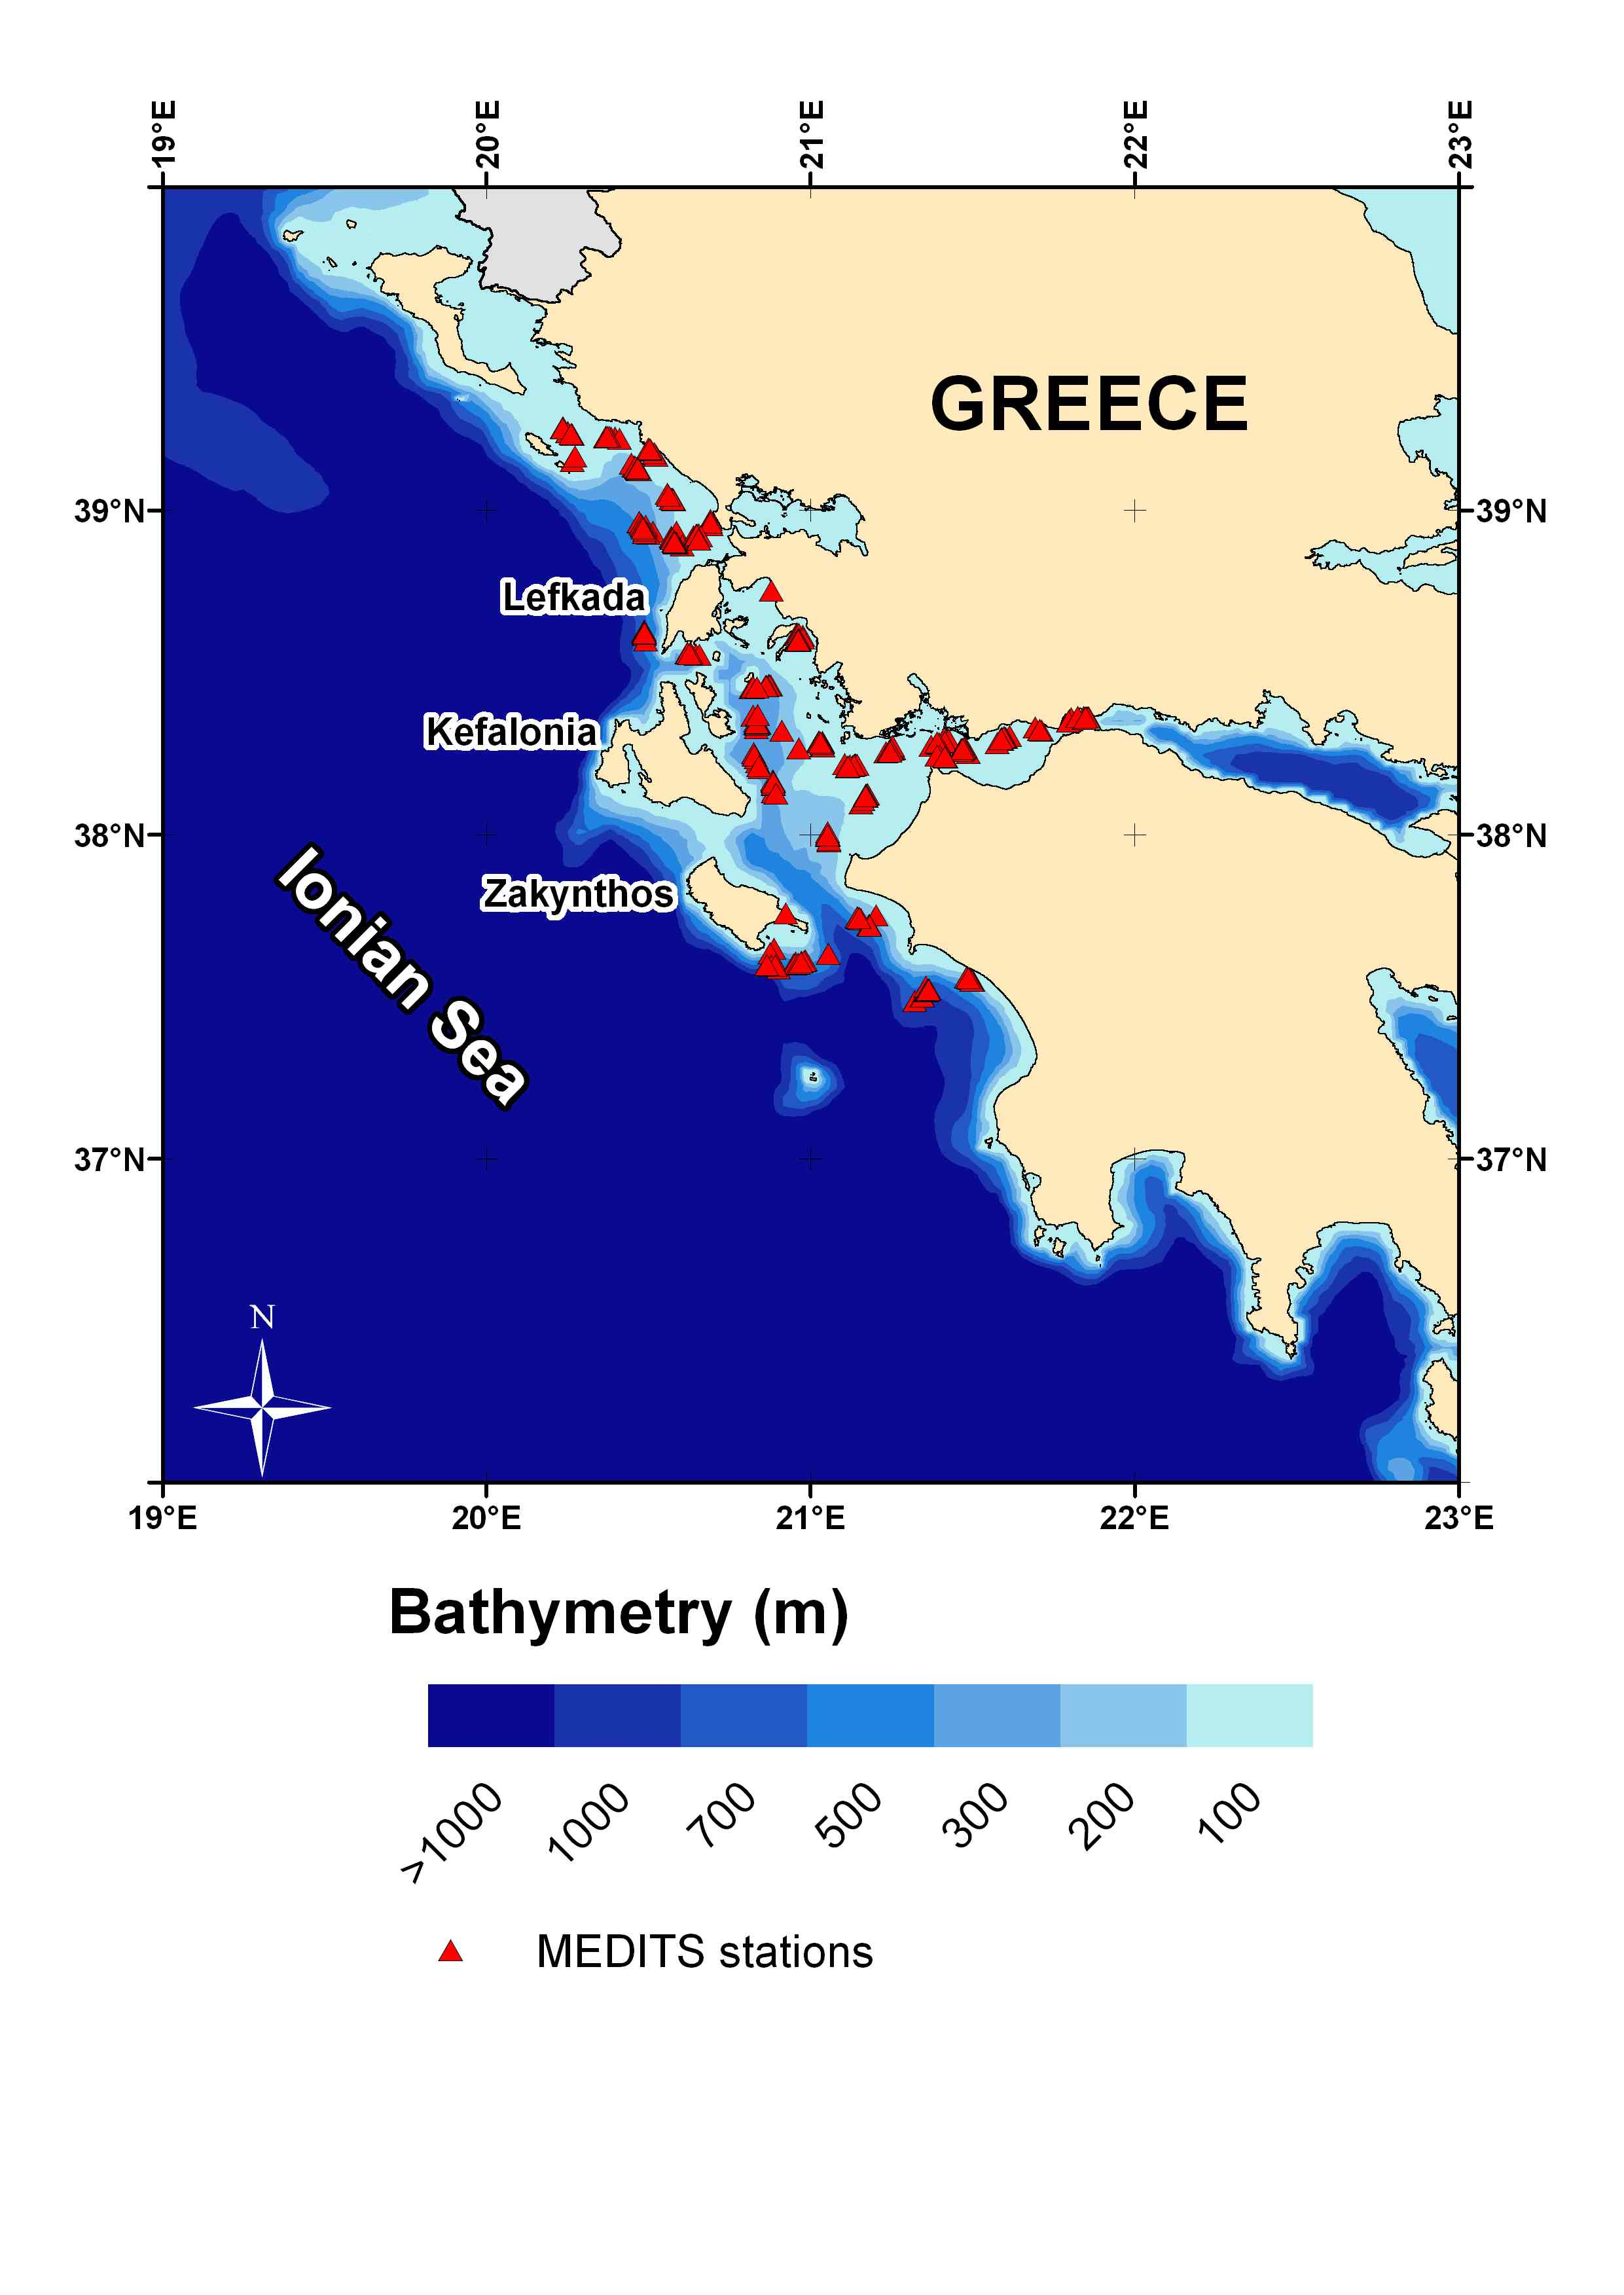 19°E 20°E 21°E 22°E 23°E
GREECE
39°N 39°N
Lefkada
Kefalonia
38°N 38°N
Zakynthos
Ionian Sea
37°N 37°N
N
19°E 20°E 21°E 22°E 23°E
Bathymetry (m)
>1000 1000 700 500 300 200 100
MEDITS stations